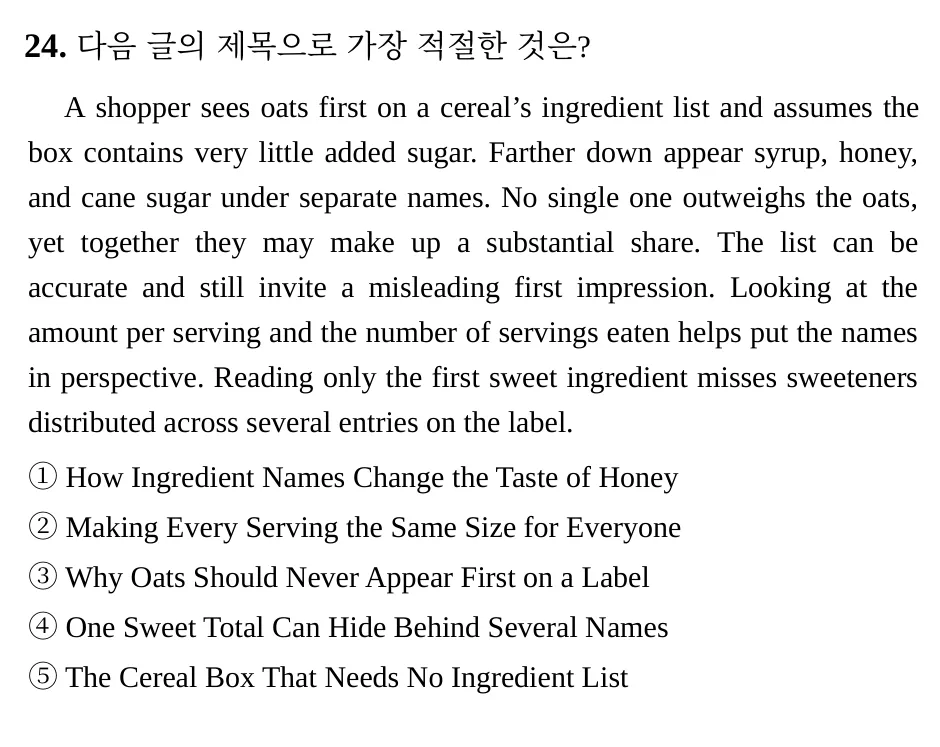 24. 다음 글의 제목으로 가장 적절한 것은?
A shopper sees oats first on a cereal’s ingredient list and assumes the
box contains very little added sugar. Farther down appear syrup, honey,
and cane sugar under separate names. No single one outweighs the oats,
yet together they may make up a substantial share. The list can be
accurate and still invite a misleading first impression. Looking at the
amount per serving and the number of servings eaten helps put the names
in perspective. Reading only the first sweet ingredient misses sweeteners
distributed across several entries on the label.
① How Ingredient Names Change the Taste of Honey
② Making Every Serving the Same Size for Everyone
③ Why Oats Should Never Appear First on a Label
④ One Sweet Total Can Hide Behind Several Names
⑤ The Cereal Box That Needs No Ingredient List